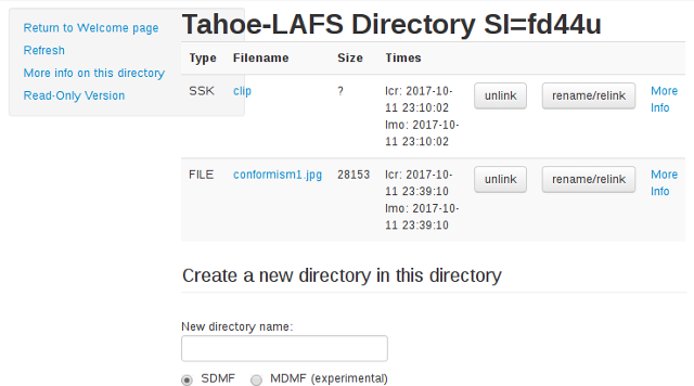 Tahoe-LAFS Directory SI=fd44u
Return to Welcome page
Refresh
More info on this directory
Read-Only Version
Type Filename Size Times
SSK clip ? lcr: 2017-10-
11 23:10:02
lmo: 2017-10-
11 23:10:02
unlink rename/relink More
Info
FILE conformism1.jpg 28153 lcr: 2017-10-
11 23:39:10
lmo: 2017-10-
11 23:39:10
unlink rename/relink More
Info
Create a new directory in this directory
New directory name:
SDMF MDMF (experimental)